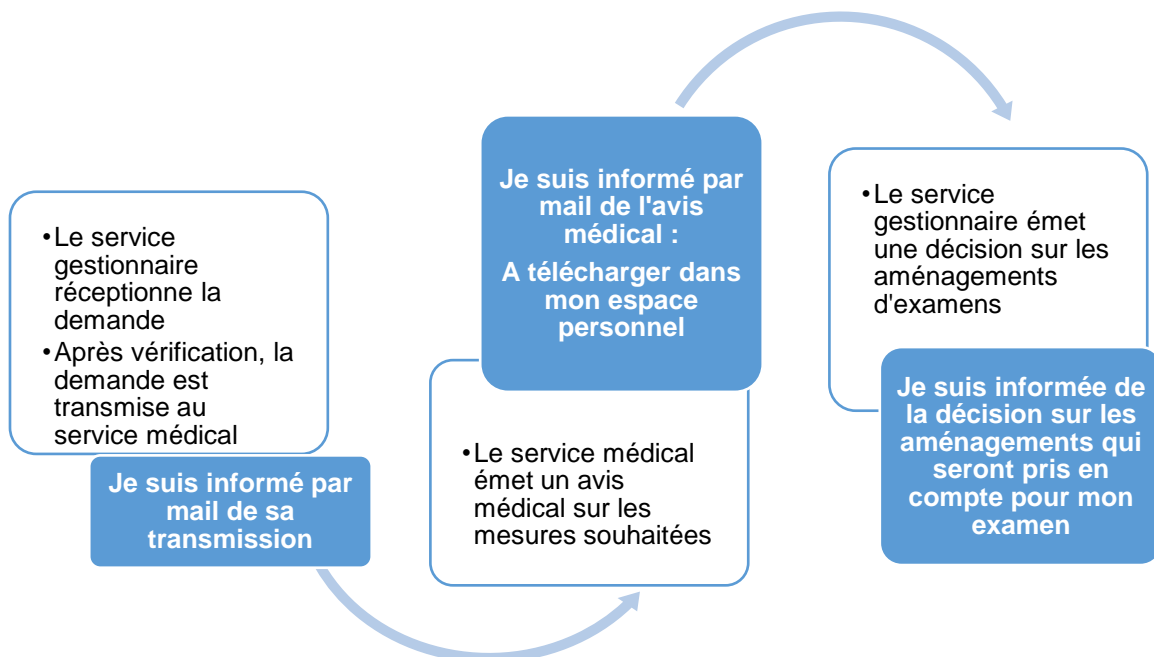 •Le service
gestionnaire
réceptionne la
demande
•Après vérification, la
demande est
transmise au
service médical
Je suis informé par
mail de sa
transmission
Je suis informé par
mail de l'avis
médical :
A télécharger dans
mon espace
personnel
•Le service médical
émet un avis
médical sur les
mesures souhaitées
•Le service
gestionnaire émet
une décision sur les
aménagements
d'examens
Je suis informée de
la décision sur les
aménagements qui
seront pris en
compte pour mon
examen